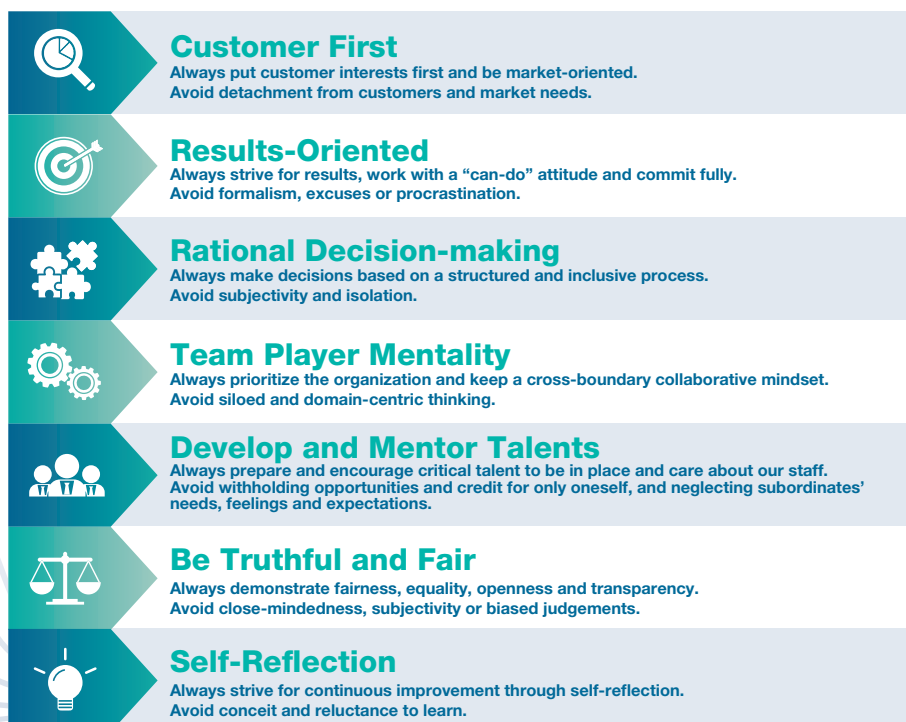 Customer First
Always put customer interests first and be market-oriented.
Avoid detachment from customers and market needs.
Results-Oriented
Always strive for results, work with a “can-do” attitude and commit fully.
Avoid formalism, excuses or procrastination.
Rational Decision-making
Always make decisions based on a structured and inclusive process.
Avoid subjectivity and isolation.
Team Player Mentality
Always prioritize the organization and keep a cross-boundary collaborative mindset.
Avoid siloed and domain-centric thinking.
Develop and Mentor Talents
Always prepare and encourage critical talent to be in place and care about our staff.
Avoid withholding opportunities and credit for only oneself, and neglecting subordinates’
needs, feelings and expectations.
Be Truthful and Fair
Always demonstrate fairness, equality, openness and transparency.
Avoid close-mindedness, subjectivity or biased judgements.
Self-Reflection
Always strive for continuous improvement through self-reflection.
Avoid conceit and reluctance to learn.